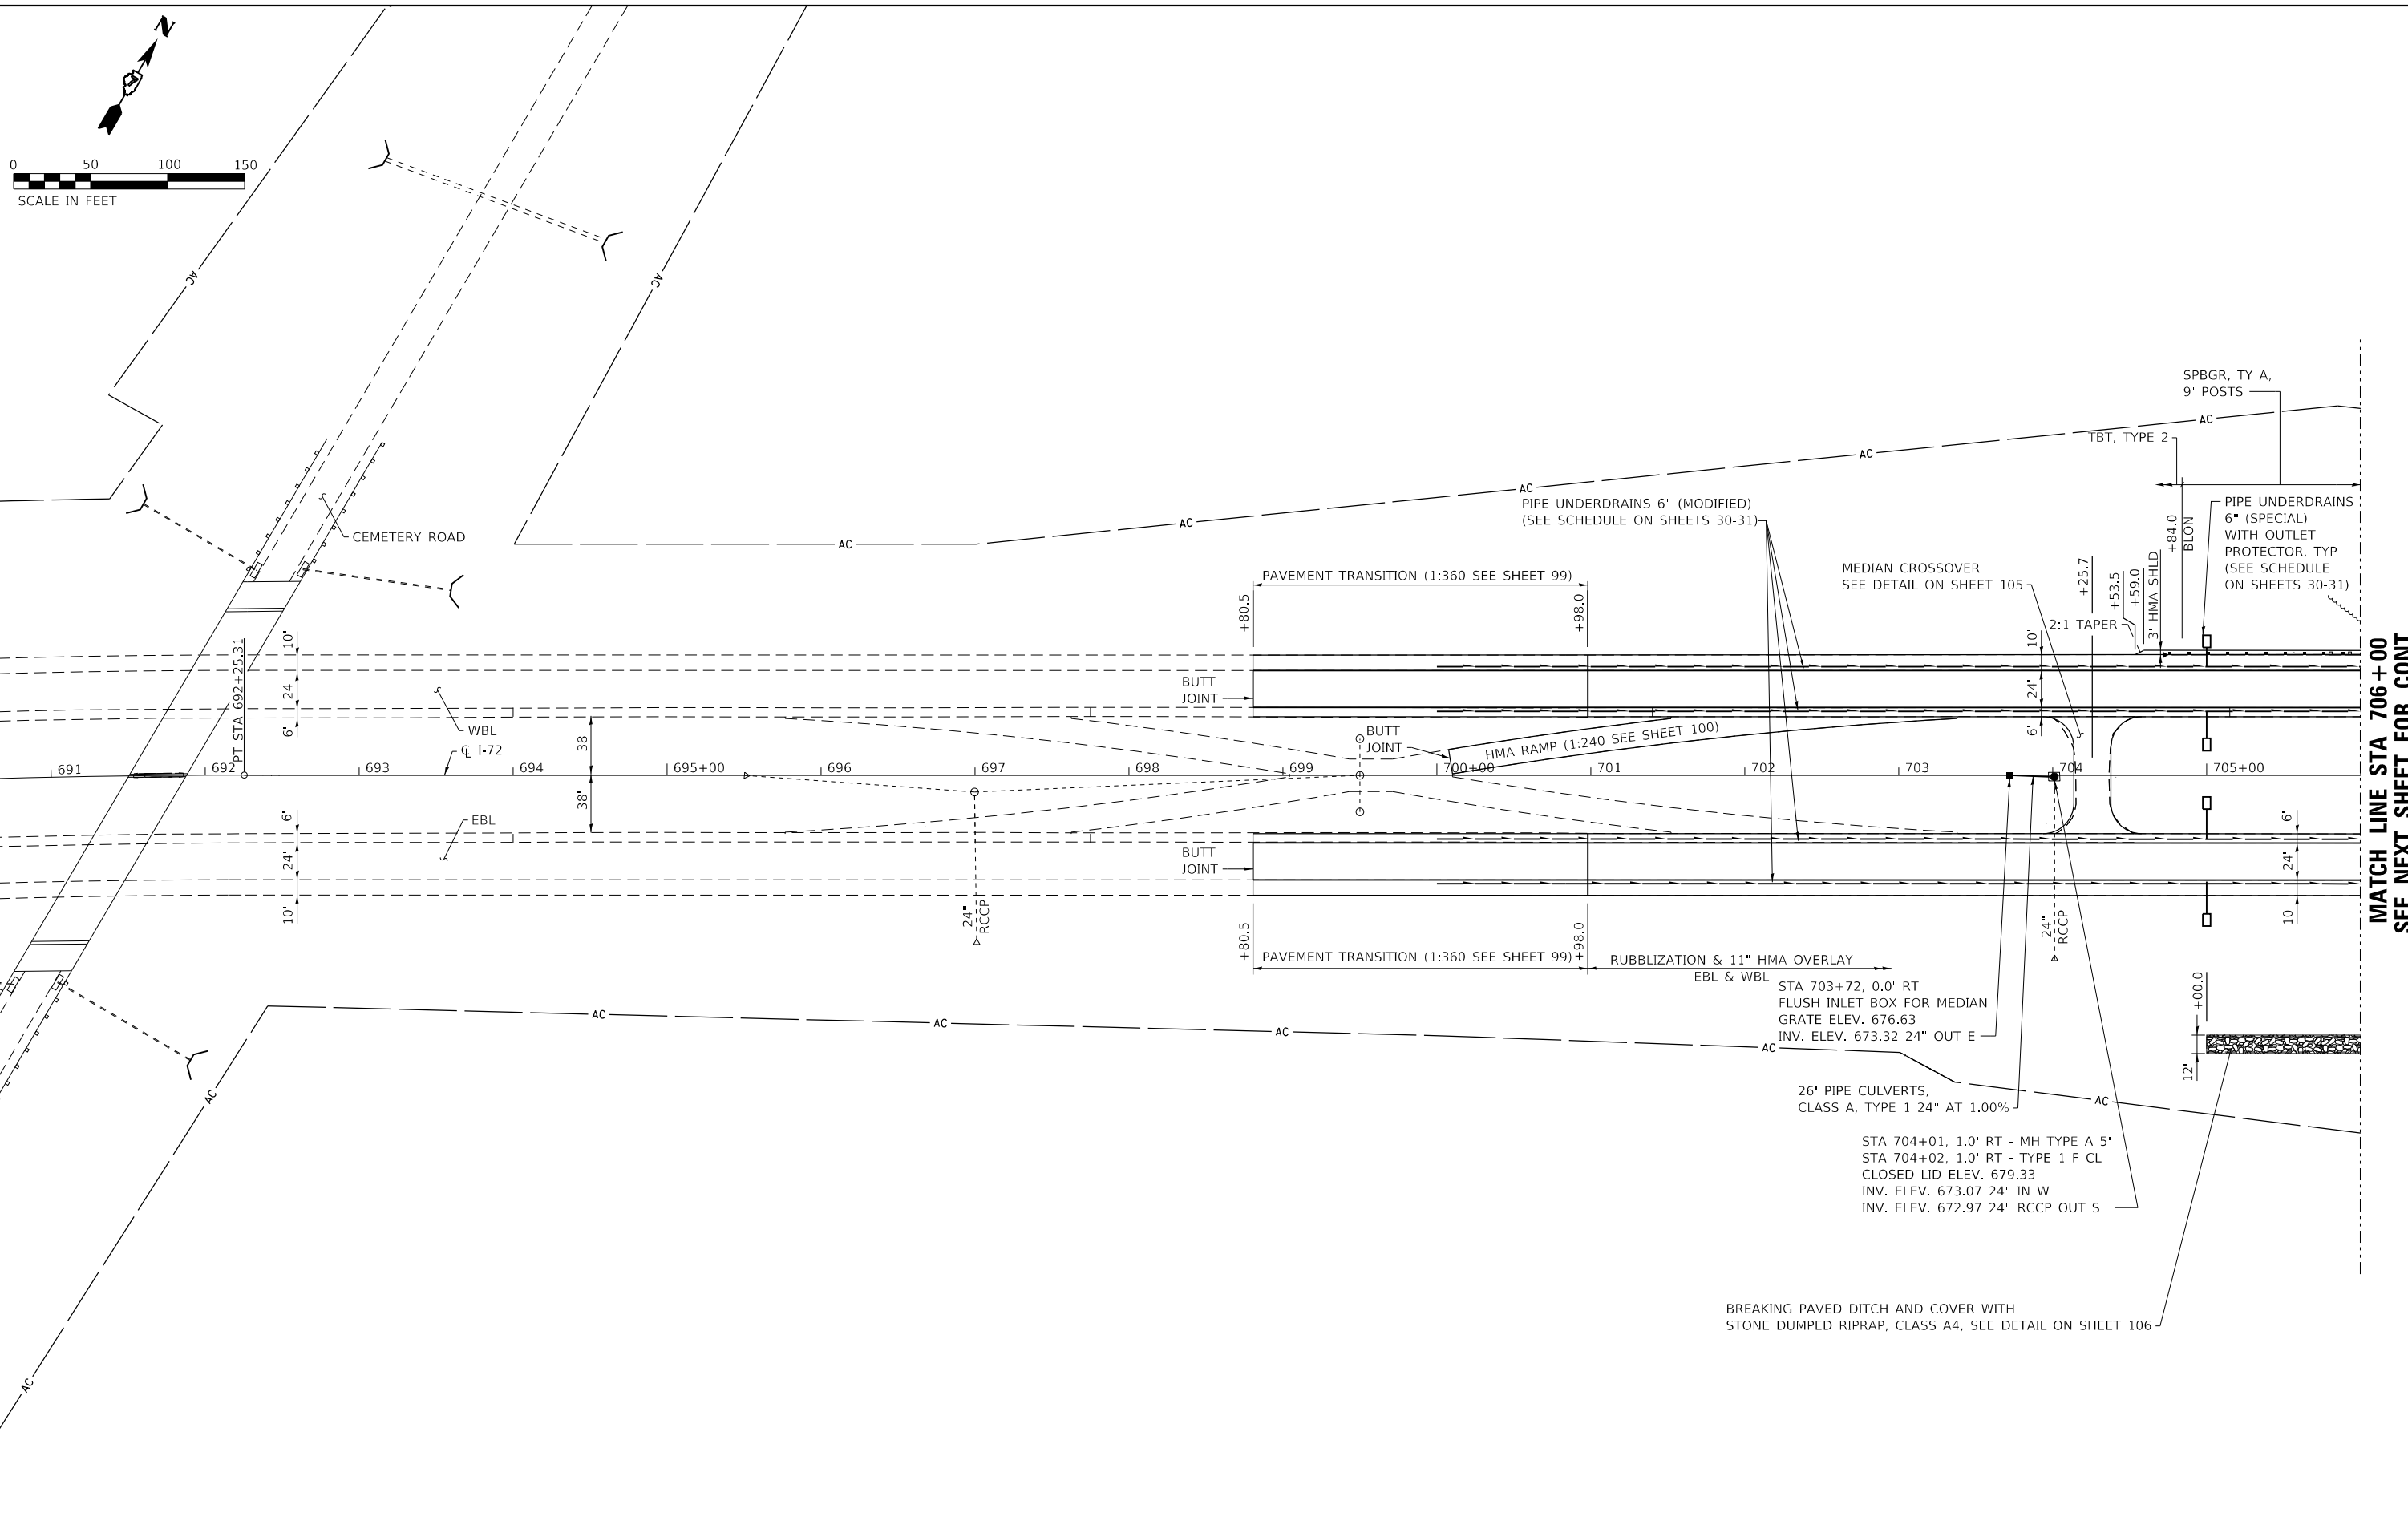 N
0 50 100 150
SCALE IN FEET
AC
AC
SPBGR, TY A,
9' POSTS
AC
TBT, TYPE 2
AC
AC
PIPE UNDERDRAINS 6" (MODIFIED)
(SEE SCHEDULE ON SHEETS 30-31)
AC
AC
+84.0
BLON
PIPE UNDERDRAINS
6" (SPECIAL)
WITH OUTLET
PROTECTOR, TYP
(SEE SCHEDULE
ON SHEETS 30-31)
CEMETERY ROAD
PAVEMENT TRANSITION (1:360 SEE SHEET 99)
MEDIAN CROSSOVER
SEE DETAIL ON SHEET 105
+25.7
+53.5
+59.0
3' HMA SHLD
2:1 TAPER
+80.5
+98.0
PT STA 692+25.31
10'
24'
6'
WBL
℄ I-72
38'
38'
BUTT
JOINT
BUTT
JOINT
HMA RAMP (1:240 SEE SHEET 100)
10'
24'
6'
691 692 693 694 695+00 696 697 698 699 700+00 701 702 703 704 705+00
MATCH LINE STA 706+00
SEE NEXT SHEET FOR CONT
6'
24'
10'
EBL
BUTT
JOINT
6'
24'
10'
24"
RCCP
24"
RCCP
+80.5
+98.0
PAVEMENT TRANSITION (1:360 SEE SHEET 99)
RUBBLIZATION & 11" HMA OVERLAY
EBL & WBL
STA 703+72, 0.0' RT
FLUSH INLET BOX FOR MEDIAN
GRATE ELEV. 676.63
INV. ELEV. 673.32 24" OUT E
+00.0
12'
AC
AC
AC
AC
AC
AC
26' PIPE CULVERTS,
CLASS A, TYPE 1 24" AT 1.00%
STA 704+01, 1.0' RT - MH TYPE A 5'
STA 704+02, 1.0' RT - TYPE 1 F CL
CLOSED LID ELEV. 679.33
INV. ELEV. 673.07 24" IN W
INV. ELEV. 672.97 24" RCCP OUT S
BREAKING PAVED DITCH AND COVER WITH
STONE DUMPED RIPRAP, CLASS A4, SEE DETAIL ON SHEET 106
AC